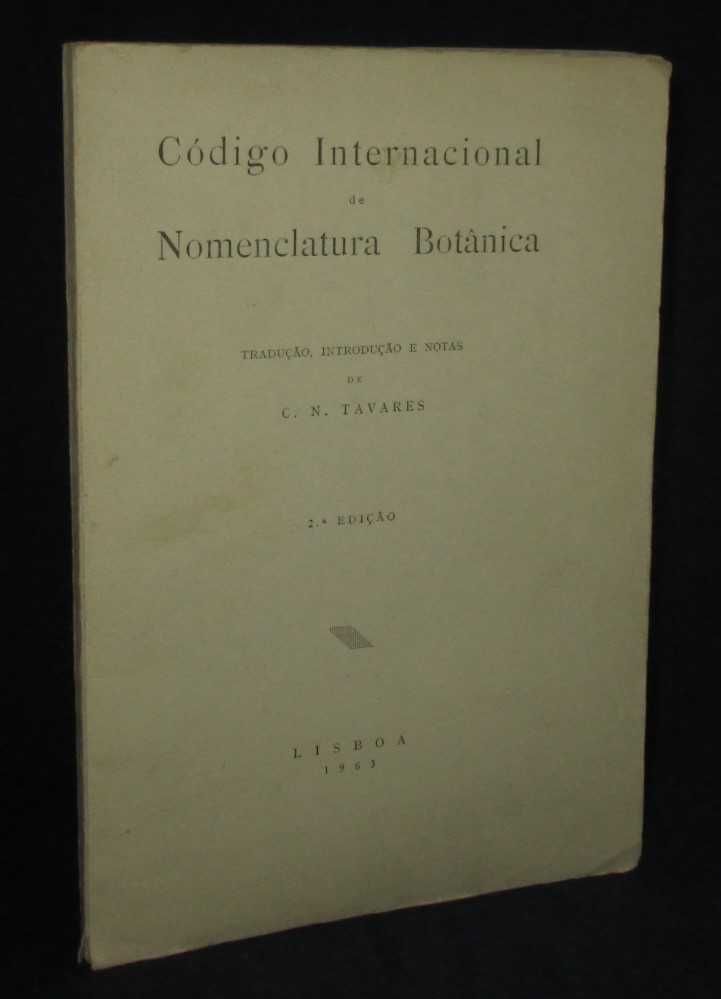 Código Internacional
de
Nomenclatura Botânica
TRADUÇÃO, INTRODUÇÃO E NOTAS
DE
C. N. TAVARES
2.ª EDIÇÃO
LISBOA
1963